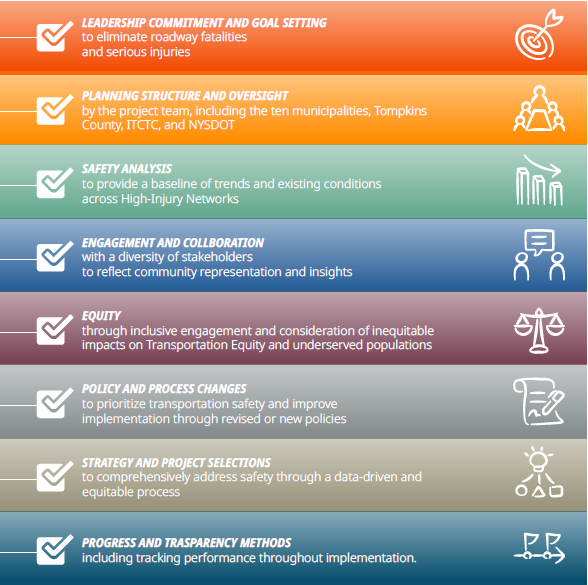 LEADERSHIP COMMITMENT AND GOAL SETTING
to eliminate roadway fatalities
and serious injuries
PLANNING STRUCTURE AND OVERSIGHT
by the project team, including the ten municipalities, Tompkins
County, ITCTC, and NYSDOT
SAFETY ANALYSIS
to provide a baseline of trends and existing conditions
across High-Injury Networks
ENGAGEMENT AND COLLBORATION
with a diversity of stakeholders
to reflect community representation and insights
EQUITY
through inclusive engagement and consideration of inequitable
impacts on Transportation Equity and underserved populations
POLICY AND PROCESS CHANGES
to prioritize transportation safety and improve
implementation through revised or new policies
STRATEGY AND PROJECT SELECTIONS
to comprehensively address safety through a data-driven and
equitable process
PROGRESS AND TRASPARENCY METHODS
including tracking performance throughout implementation.